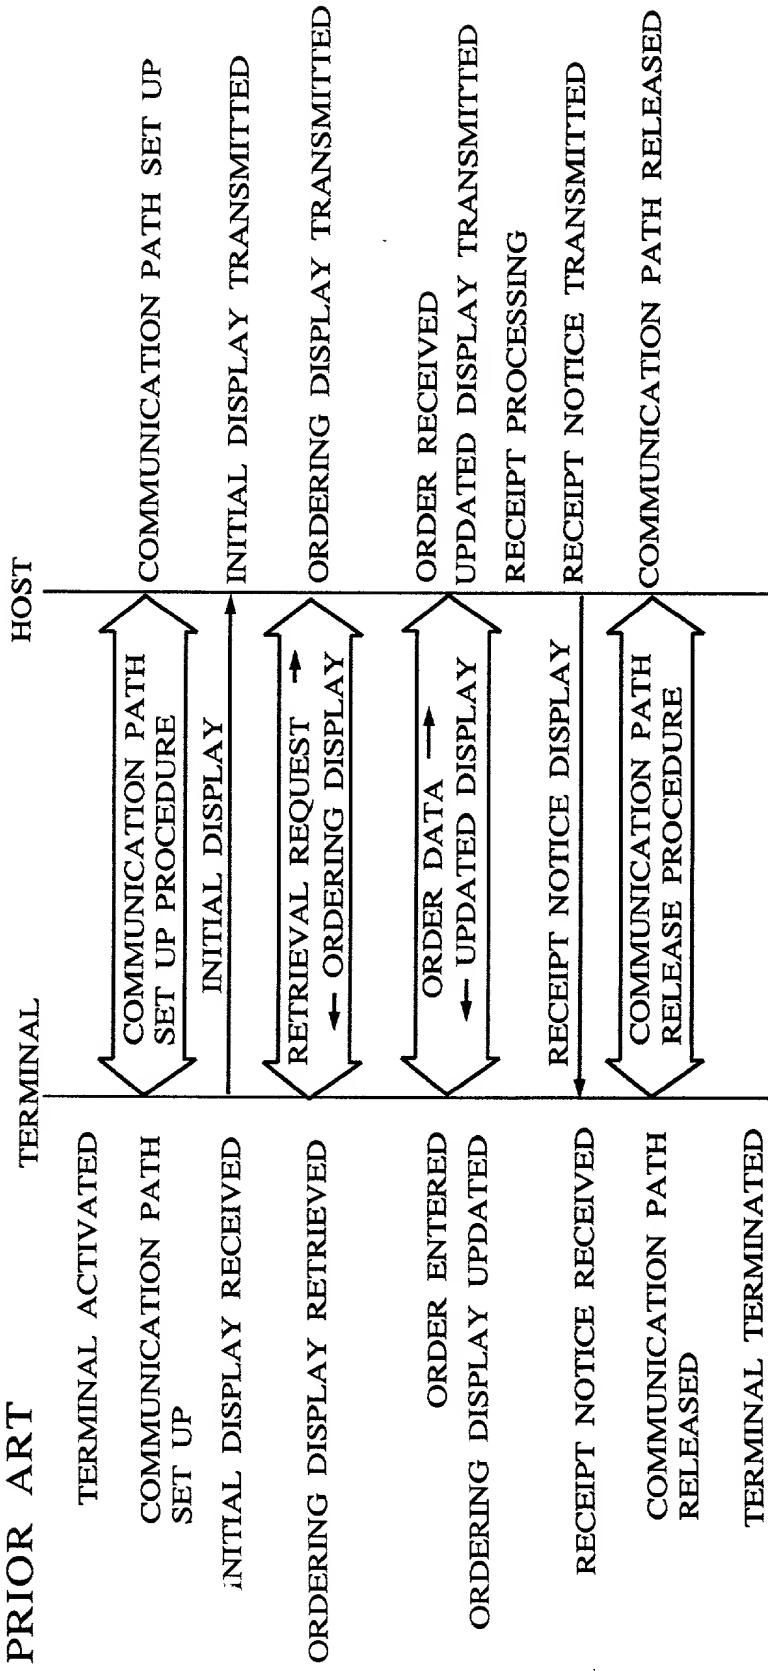 PRIOR ART
TERMINAL
HOST
TERMINAL ACTIVATED
COMMUNICATION PATH
SET UP
COMMUNICATION PATH
SET UP PROCEDURE
COMMUNICATION PATH SET UP
INITIAL DISPLAY RECEIVED
INITIAL DISPLAY
INITIAL DISPLAY TRANSMITTED
ORDERING DISPLAY RETRIEVED
RETRIEVAL REQUEST →
← ORDERING DISPLAY
ORDERING DISPLAY TRANSMITTED
ORDER ENTERED
ORDERING DISPLAY UPDATED
ORDER DATA →
← UPDATED DISPLAY
ORDER RECEIVED
UPDATED DISPLAY TRANSMITTED
RECEIPT PROCESSING
RECEIPT NOTICE RECEIVED
RECEIPT NOTICE DISPLAY
RECEIPT NOTICE TRANSMITTED
COMMUNICATION PATH
RELEASED
COMMUNICATION PATH
RELEASE PROCEDURE
COMMUNICATION PATH RELEASED
TERMINAL TERMINATED